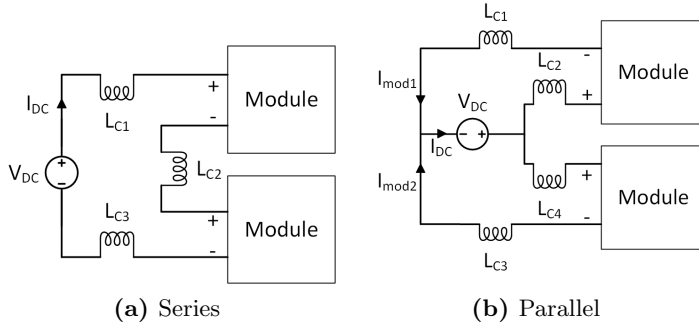 L_C1
+
I_DC
Module
L_C1
-
V_DC
+
-
L_C2
L_C3
+
Module
-
(a) Series
L_C1
-
L_C2
I_mod1
V_DC
Module
+
-
+
I_DC
+
Module
I_mod2
L_C4
-
L_C3
(b) Parallel